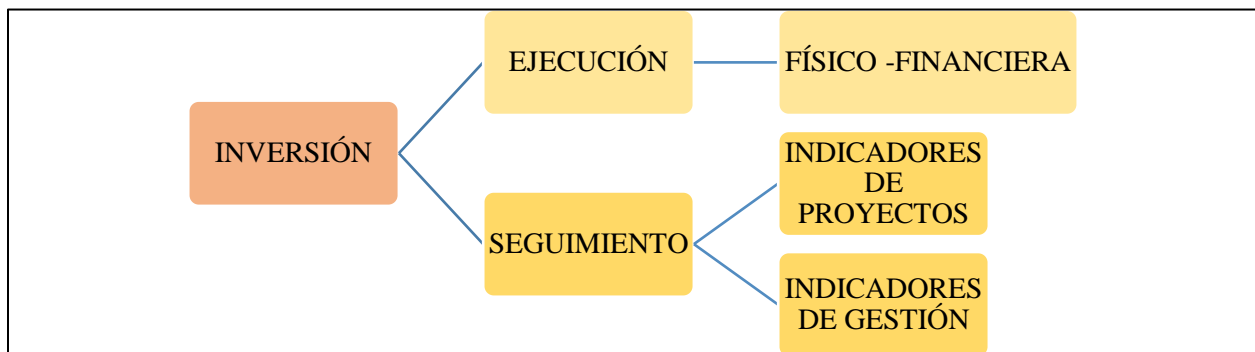 EJECUCIÓN
FÍSICO -FINANCIERA
INVERSIÓN
INDICADORES
DE
PROYECTOS
SEGUIMIENTO
INDICADORES
DE GESTIÓN